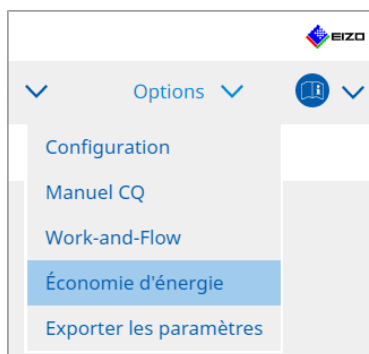 EIZO
Options
Configuration
Manuel CQ
Work-and-Flow
Économie d'énergie
Exporter les paramètres